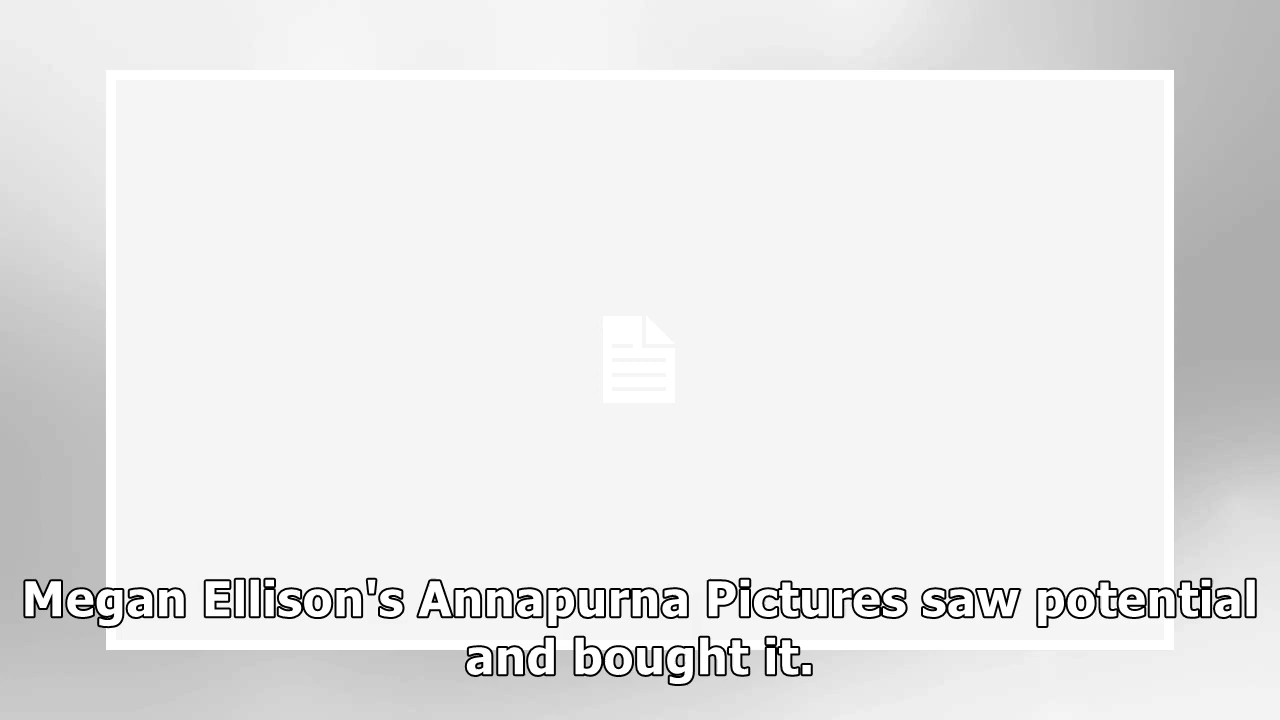 Megan Ellison's Annapurna Pictures saw potential
and bought it.